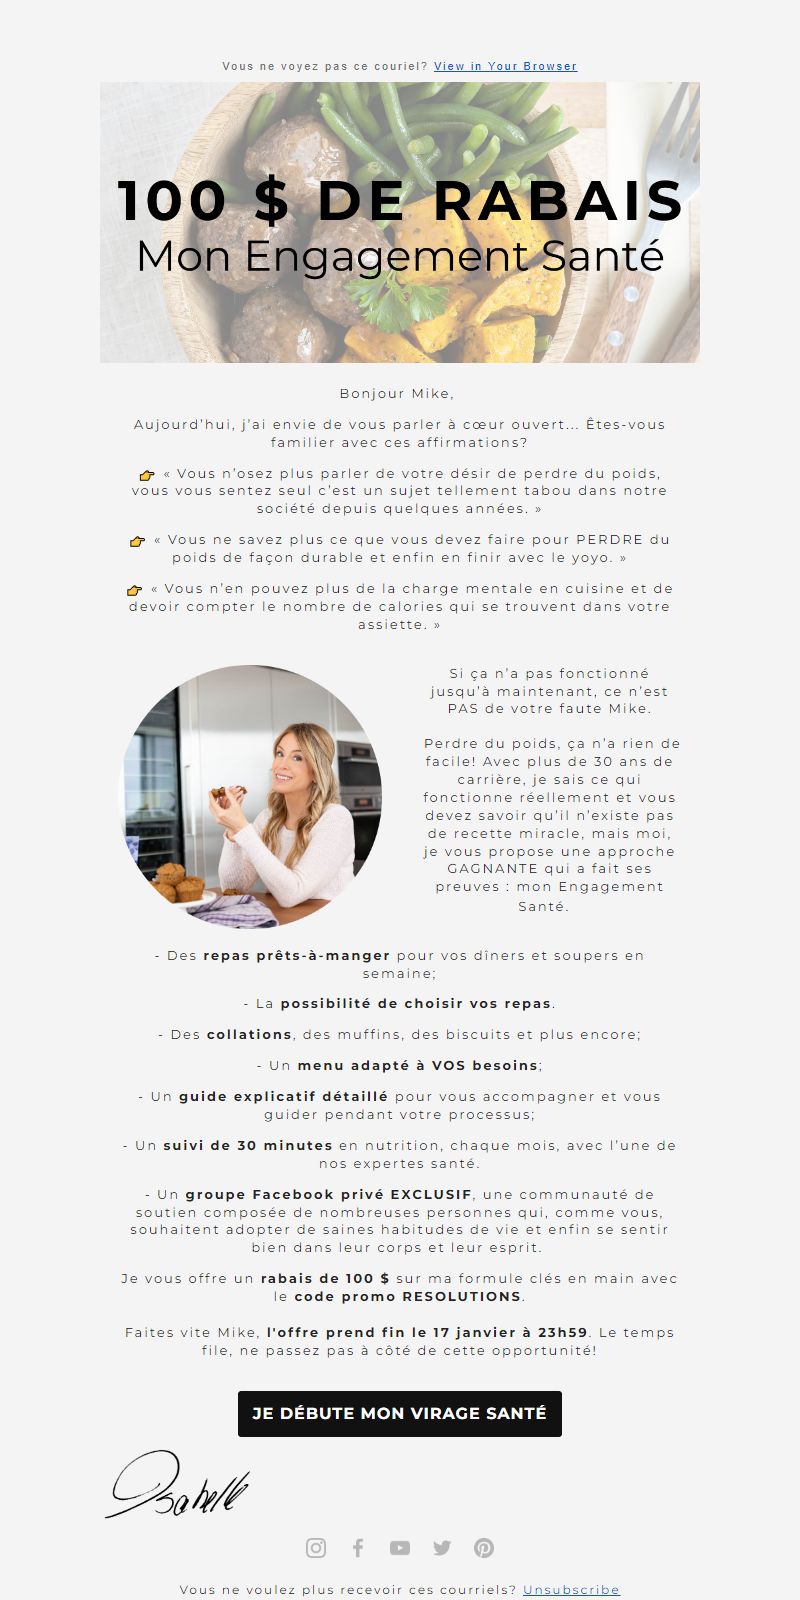 Vous ne voyez pas ce couriel? View in Your Browser
100 $ DE RABAIS
Mon Engagement Santé
Bonjour Mike,
Aujourd’hui, j’ai envie de vous parler à cœur ouvert... Êtes-vous
familier avec ces affirmations?
👉 « Vous n’osez plus parler de votre désir de perdre du poids,
vous vous sentez seul c’est un sujet tellement tabou dans notre
société depuis quelques années. »
👉 « Vous ne savez plus ce que vous devez faire pour PERDRE du
poids de façon durable et enfin en finir avec le yoyo. »
👉 « Vous n’en pouvez plus de la charge mentale en cuisine et de
devoir compter le nombre de calories qui se trouvent dans votre
assiette. »
Si ça n’a pas fonctionné
jusqu’à maintenant, ce n’est
PAS de votre faute Mike.
Perdre du poids, ça n’a rien de
facile! Avec plus de 30 ans de
carrière, je sais ce qui
fonctionne réellement et vous
devez savoir qu’il n’existe pas
de recette miracle, mais moi,
je vous propose une approche
GAGNANTE qui a fait ses
preuves : mon Engagement
Santé.
- Des repas prêts-à-manger pour vos dîners et soupers en
semaine;
- La possibilité de choisir vos repas.
- Des collations, des muffins, des biscuits et plus encore;
- Un menu adapté à VOS besoins;
- Un guide explicatif détaillé pour vous accompagner et vous
guider pendant votre processus;
- Un suivi de 30 minutes en nutrition, chaque mois, avec l’une de
nos expertes santé.
- Un groupe Facebook privé EXCLUSIF, une communauté de
soutien composée de nombreuses personnes qui, comme vous,
souhaitent adopter de saines habitudes de vie et enfin se sentir
bien dans leur corps et leur esprit.
Je vous offre un rabais de 100 $ sur ma formule clés en main avec
le code promo RESOLUTIONS.
Faites vite Mike, l'offre prend fin le 17 janvier à 23h59. Le temps
file, ne passez pas à côté de cette opportunité!
JE DÉBUTE MON VIRAGE SANTÉ
Isabelle
Vous ne voulez plus recevoir ces courriels? Unsubscribe